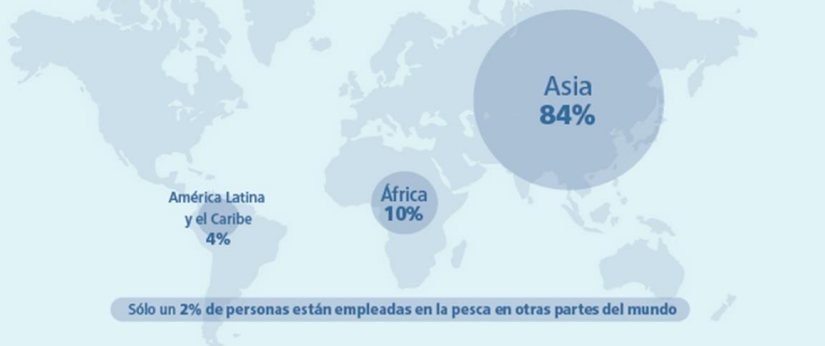 Asia
84%
África
10%
América Latina
y el Caribe
4%
Sólo un 2% de personas están empleadas en la pesca en otras partes del mundo